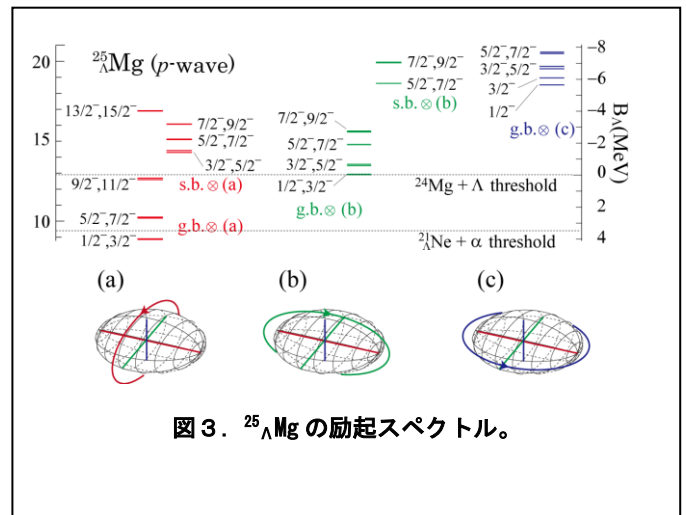 ²⁵ΛMg (p-wave)
20
15
10
13/2⁻,15/2⁻
9/2⁻,11/2⁻
5/2⁻,7/2⁻
1/2⁻,3/2⁻
7/2⁻,9/2⁻
5/2⁻,7/2⁻
3/2⁻,5/2⁻
s.b.⊗(a)
g.b.⊗(a)
7/2⁻,9/2⁻
5/2⁻,7/2⁻
3/2⁻,5/2⁻
1/2⁻,3/2⁻
g.b.⊗(b)
7/2⁻,9/2⁻
5/2⁻,7/2⁻
s.b.⊗(b)
5/2⁻,7/2⁻
3/2⁻,5/2⁻
3/2⁻
1/2⁻
g.b.⊗(c)
²⁴Mg + Λ threshold
²¹ΛNe + α threshold
-8
-6
-4
-2
0
2
4
B_Λ(MeV)
(a)
(b)
(c)
図3. ²⁵ΛMg の励起スペクトル。